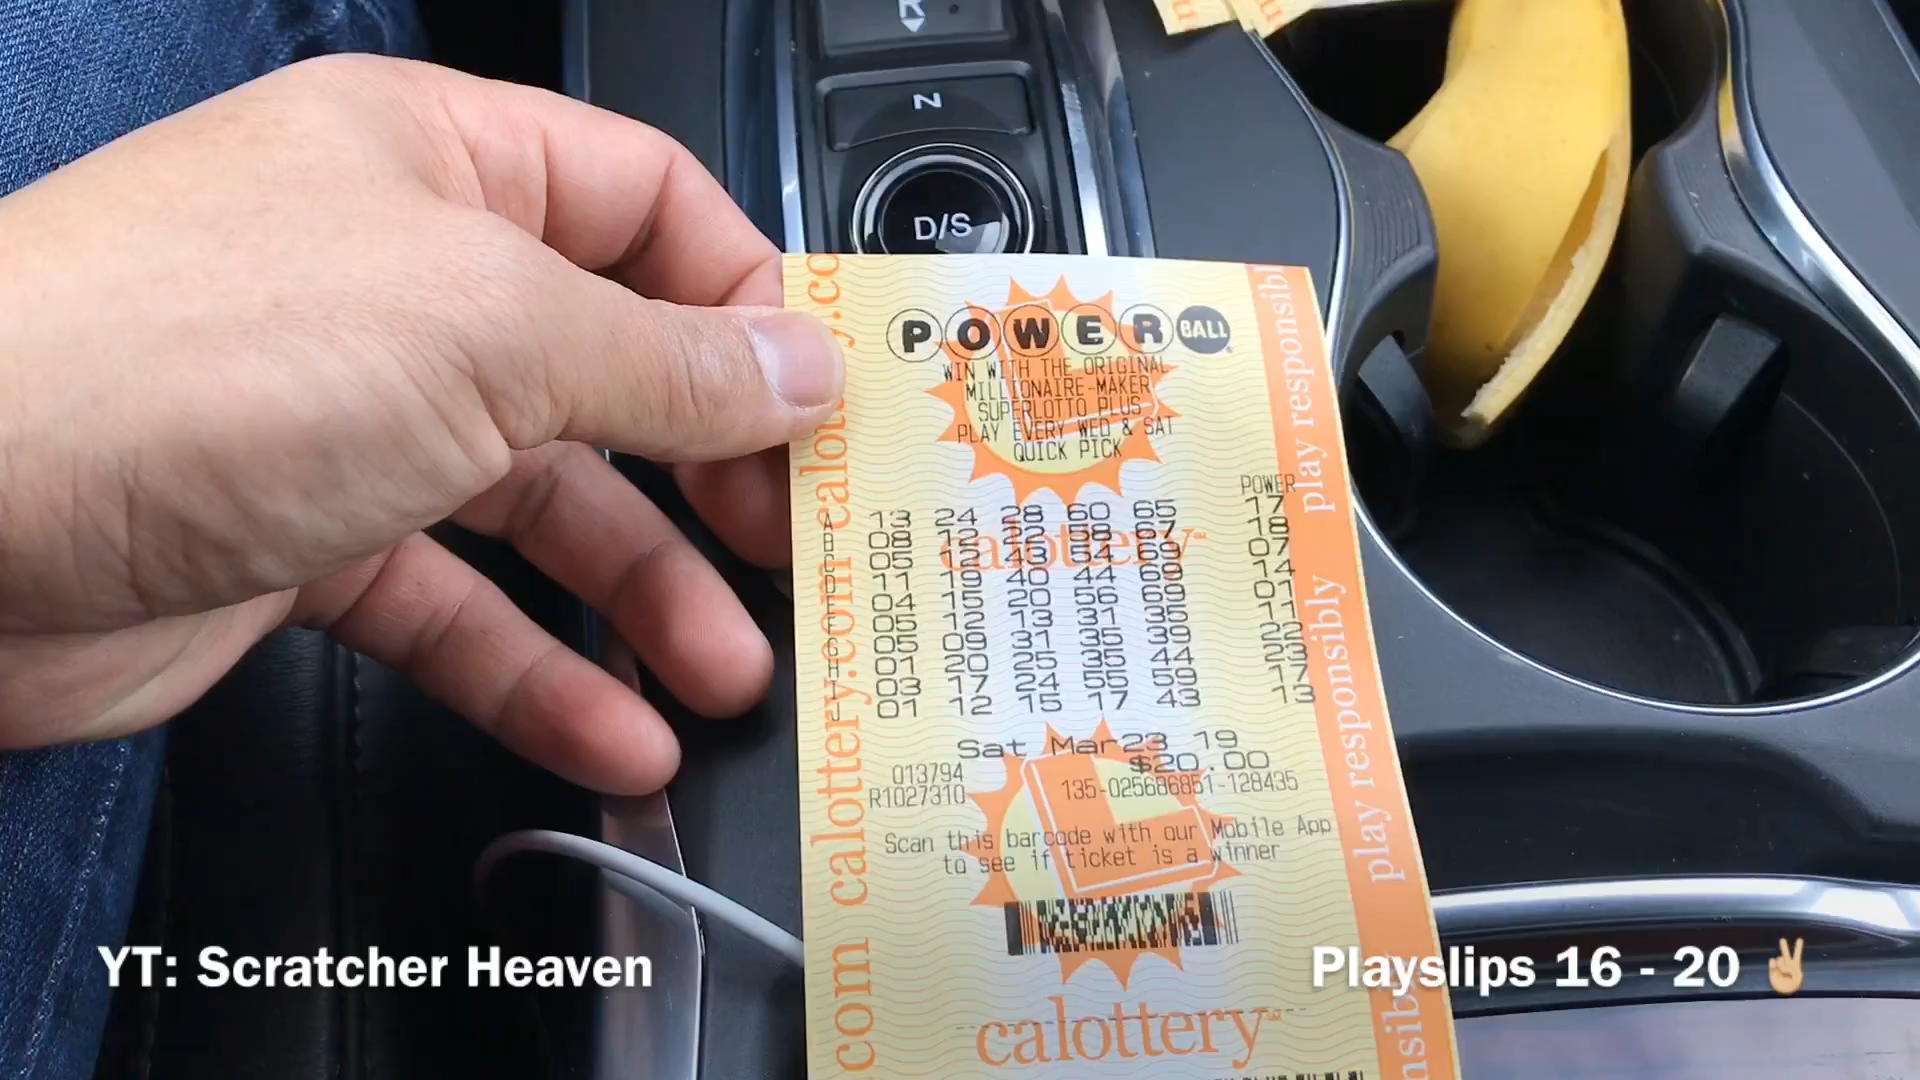 R
N
D/S
POWER BALL
WIN WITH THE ORIGINAL
MILLIONAIRE-MAKER
SUPERLOTTO PLUS
PLAY EVERY WED & SAT
QUICK PICK
POWER
A 13 24 28 60 65 17
B 08 12 22 58 67 18
C 05 12 43 54 69 07
D 11 19 40 44 69 14
E 04 15 20 56 69 01
F 05 12 13 31 35 11
G 05 09 31 35 39 22
H 01 20 25 35 44 23
I 03 17 24 55 59 17
J 01 12 15 17 43 13
Sat Mar23 19
$20.00
013794
R1027310 135-025686851-128435
Scan this barcode with our Mobile App
to see if ticket is a winner
calottery
calottery
calottery.com calottery.com
play responsibly play responsibly
YT: Scratcher Heaven
Playslips 16 - 20 ✌🏼